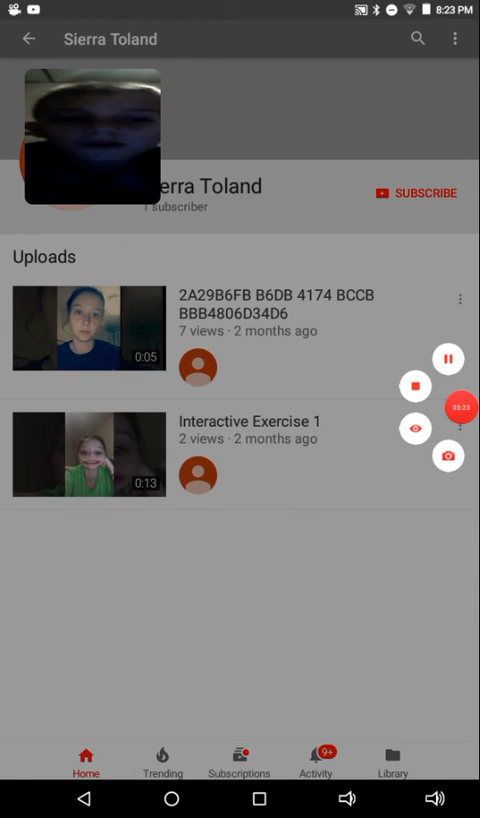 8:23 PM
Sierra Toland
erra Toland
1 subscriber
SUBSCRIBE
Uploads
2A29B6FB B6DB 4174 BCCB
BBB4806D34D6
7 views · 2 months ago
0:05
Interactive Exercise 1
2 views · 2 months ago
0:13
05:23
9+
Home
Trending
Subscriptions
Activity
Library